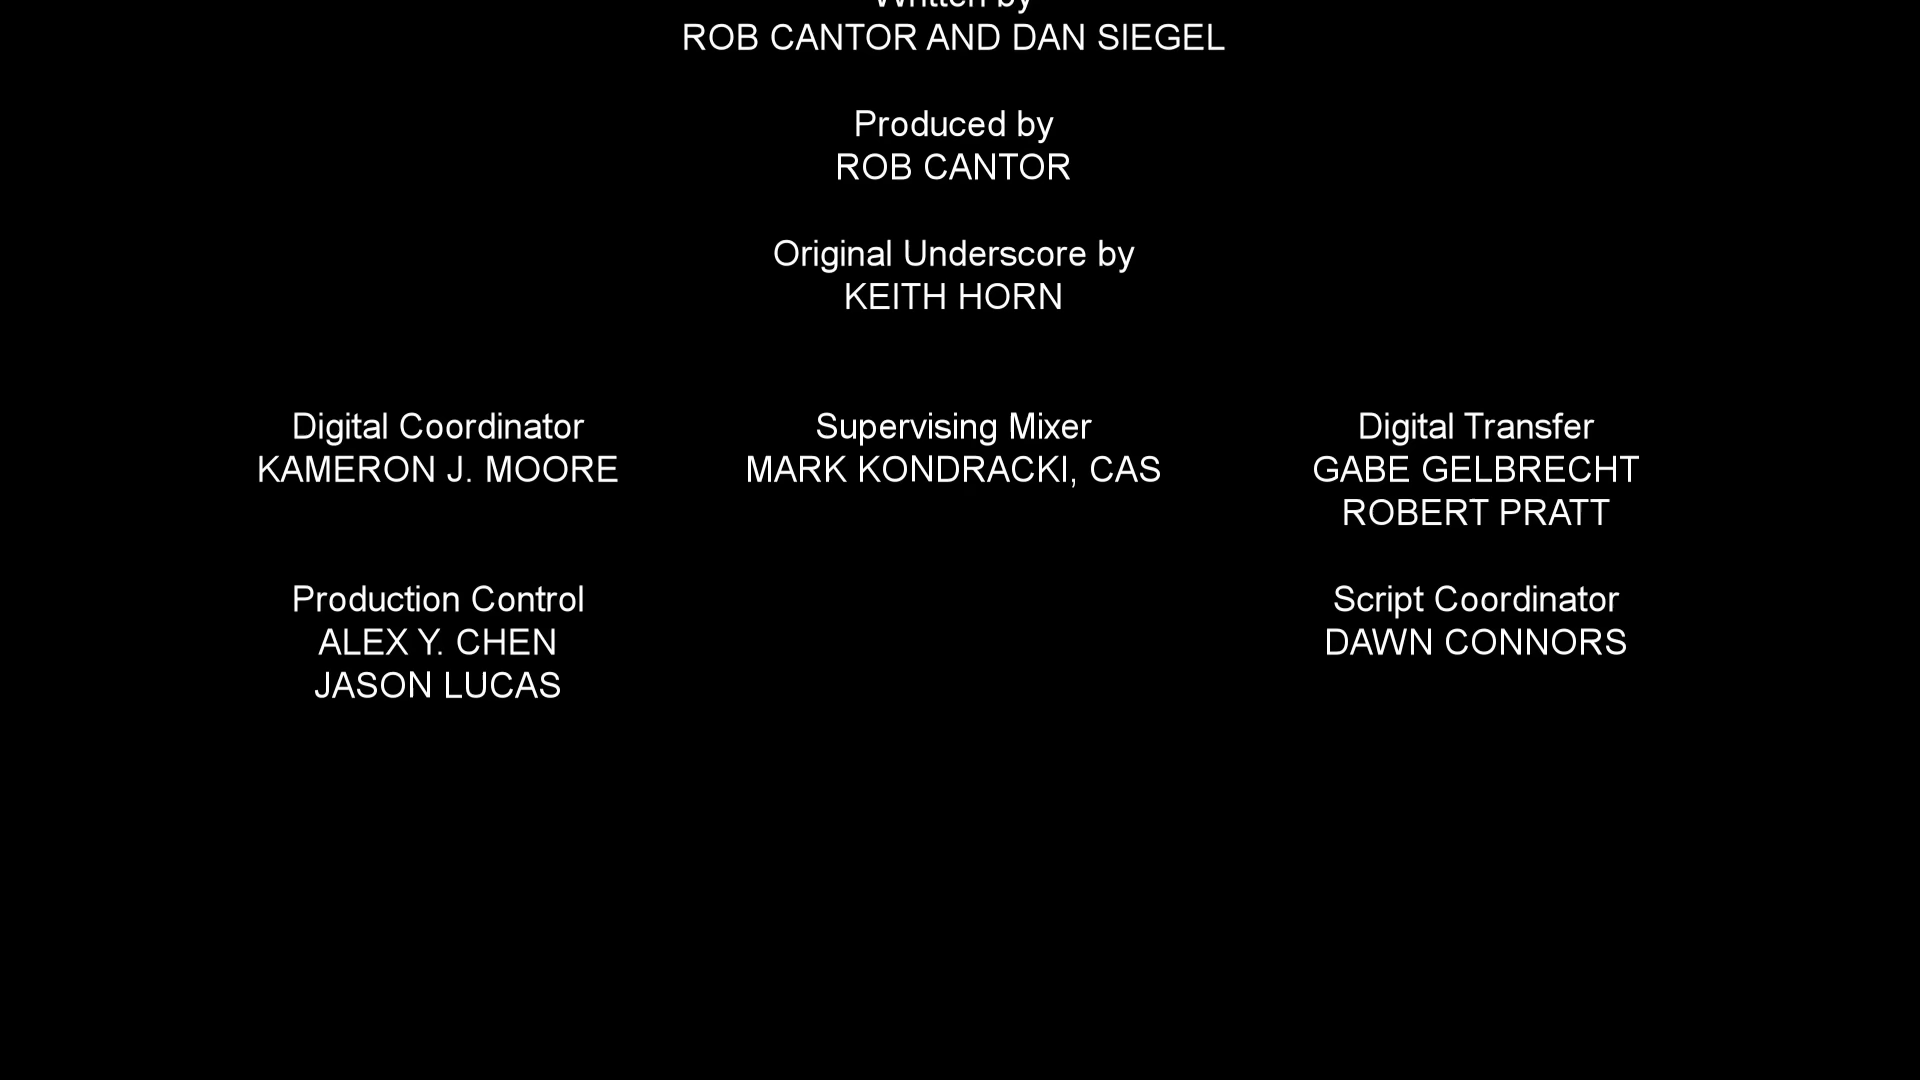 Written by
ROB CANTOR AND DAN SIEGEL
Produced by
ROB CANTOR
Original Underscore by
KEITH HORN
Digital Coordinator
KAMERON J. MOORE
Supervising Mixer
MARK KONDRACKI, CAS
Digital Transfer
GABE GELBRECHT
ROBERT PRATT
Production Control
ALEX Y. CHEN
JASON LUCAS
Script Coordinator
DAWN CONNORS